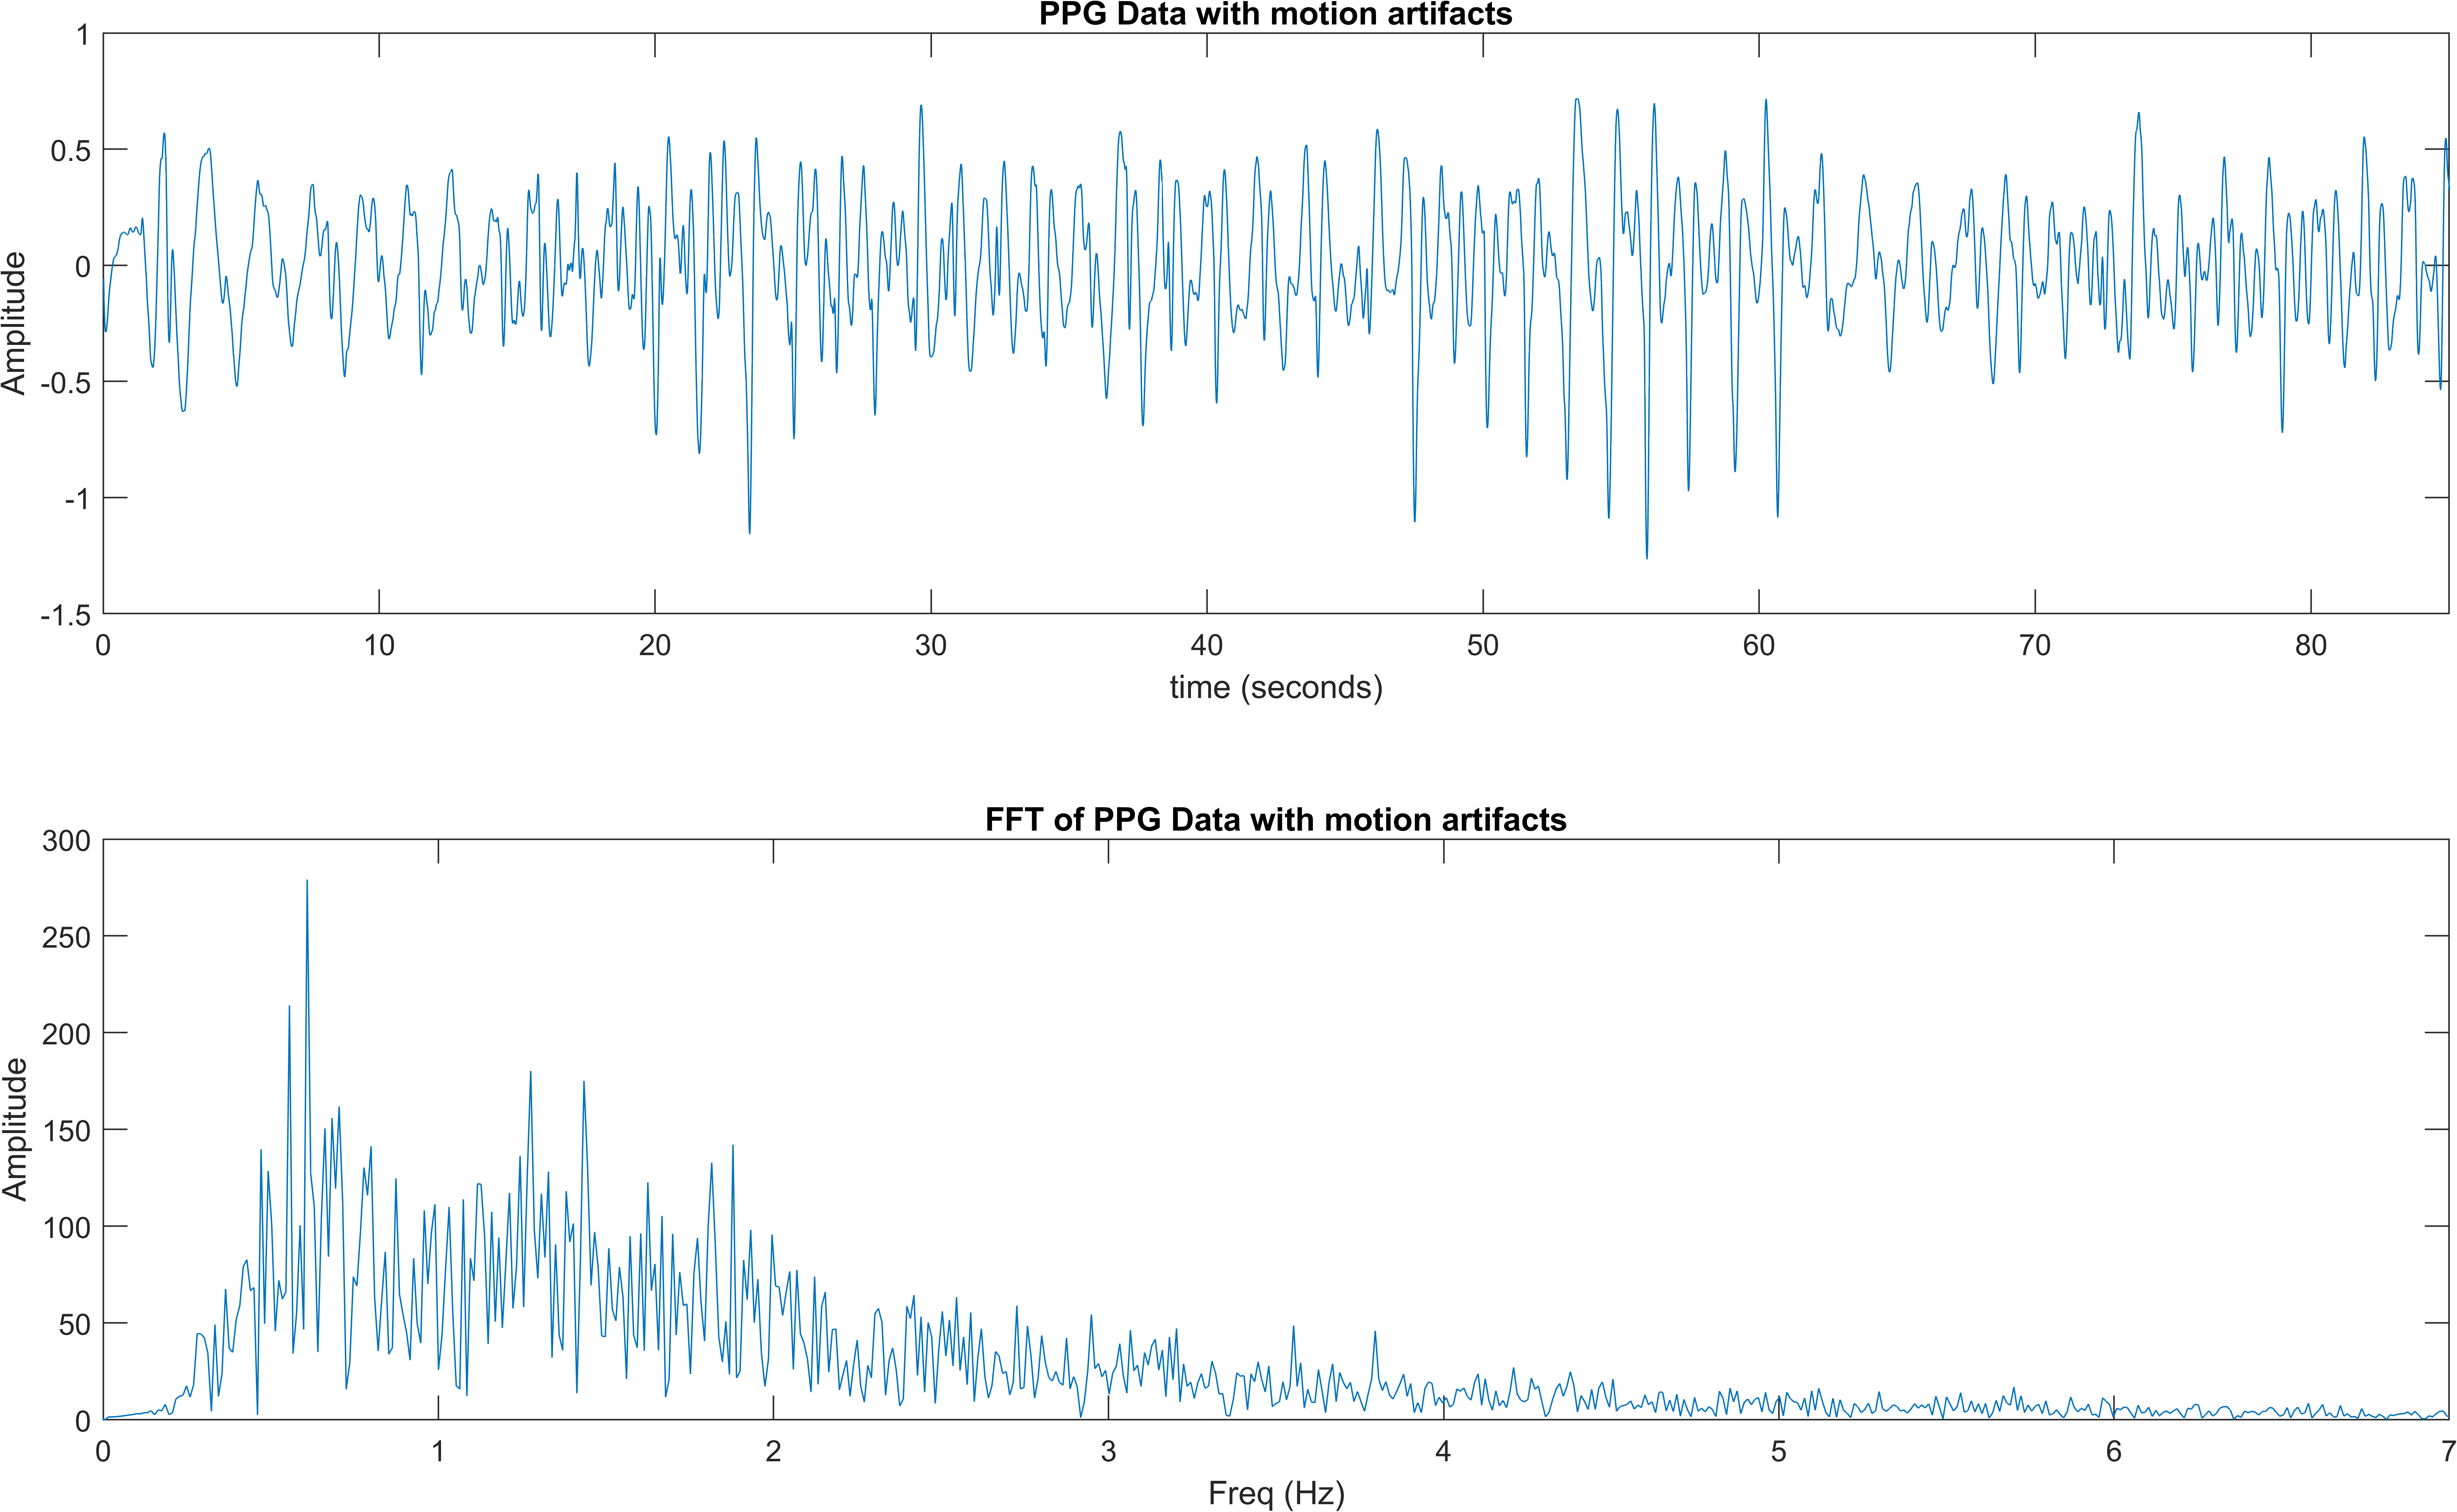 PPG Data with motion artifacts
1
0.5
0
-0.5
-1
-1.5
Amplitude
0 10 20 30 40 50 60 70 80
time (seconds)
FFT of PPG Data with motion artifacts
300
250
200
150
100
50
0
Amplitude
0 1 2 3 4 5 6 7
Freq (Hz)